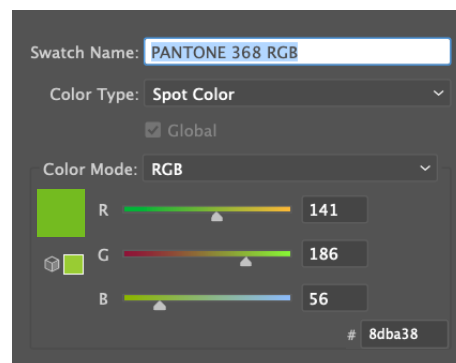 Swatch Name: PANTONE 368 RGB
Color Type: Spot Color
Global
Color Mode: RGB
R 141
G 186
B 56
# 8dba38